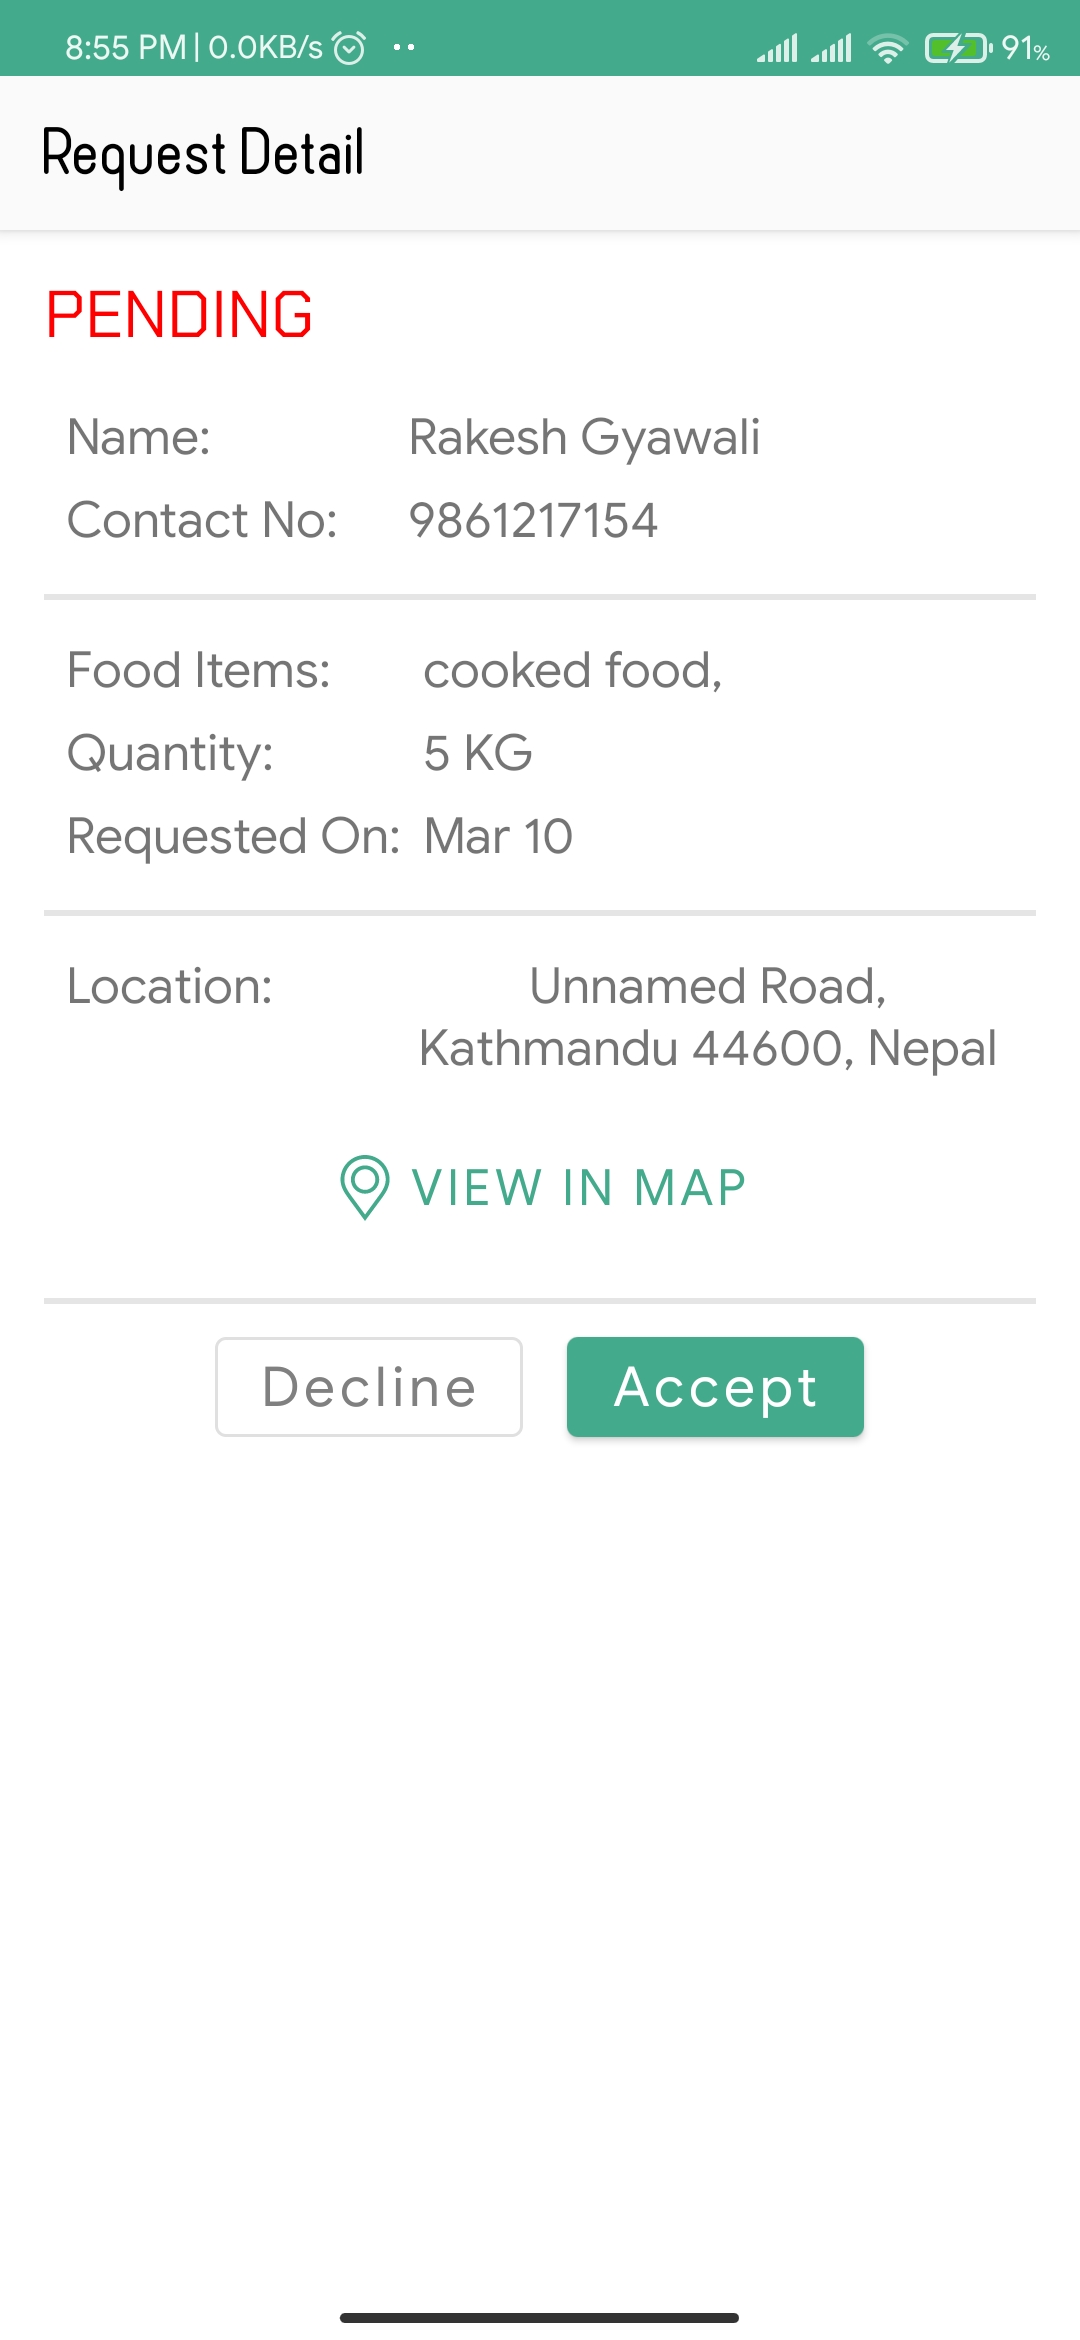 8:55 PM | 0.0KB/s 91%
Request Detail
PENDING
Name: Rakesh Gyawali
Contact No: 9861217154
Food Items: cooked food,
Quantity: 5 KG
Requested On: Mar 10
Location: Unnamed Road,
Kathmandu 44600, Nepal
VIEW IN MAP
Decline Accept